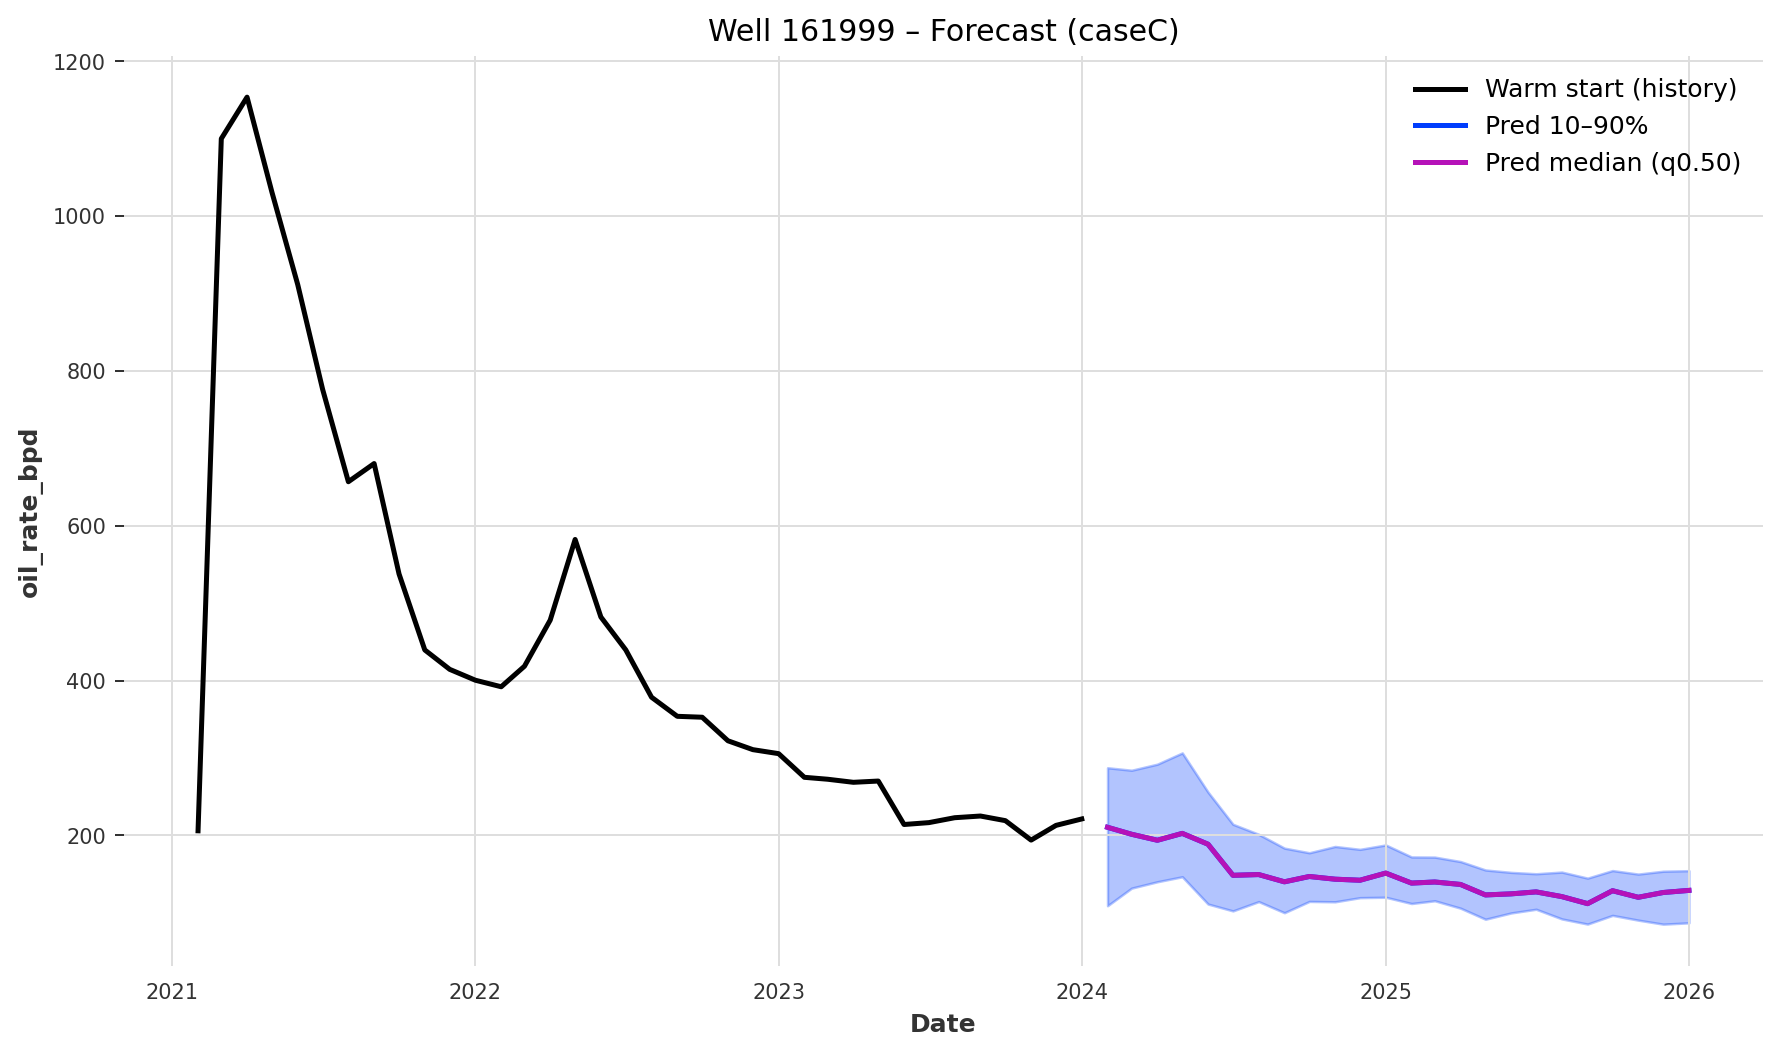 Well 161999 – Forecast (caseC)
Warm start (history)
Pred 10–90%
Pred median (q0.50)
oil_rate_bpd
1200
1000
800
600
400
200
2021
2022
2023
2024
2025
2026
Date